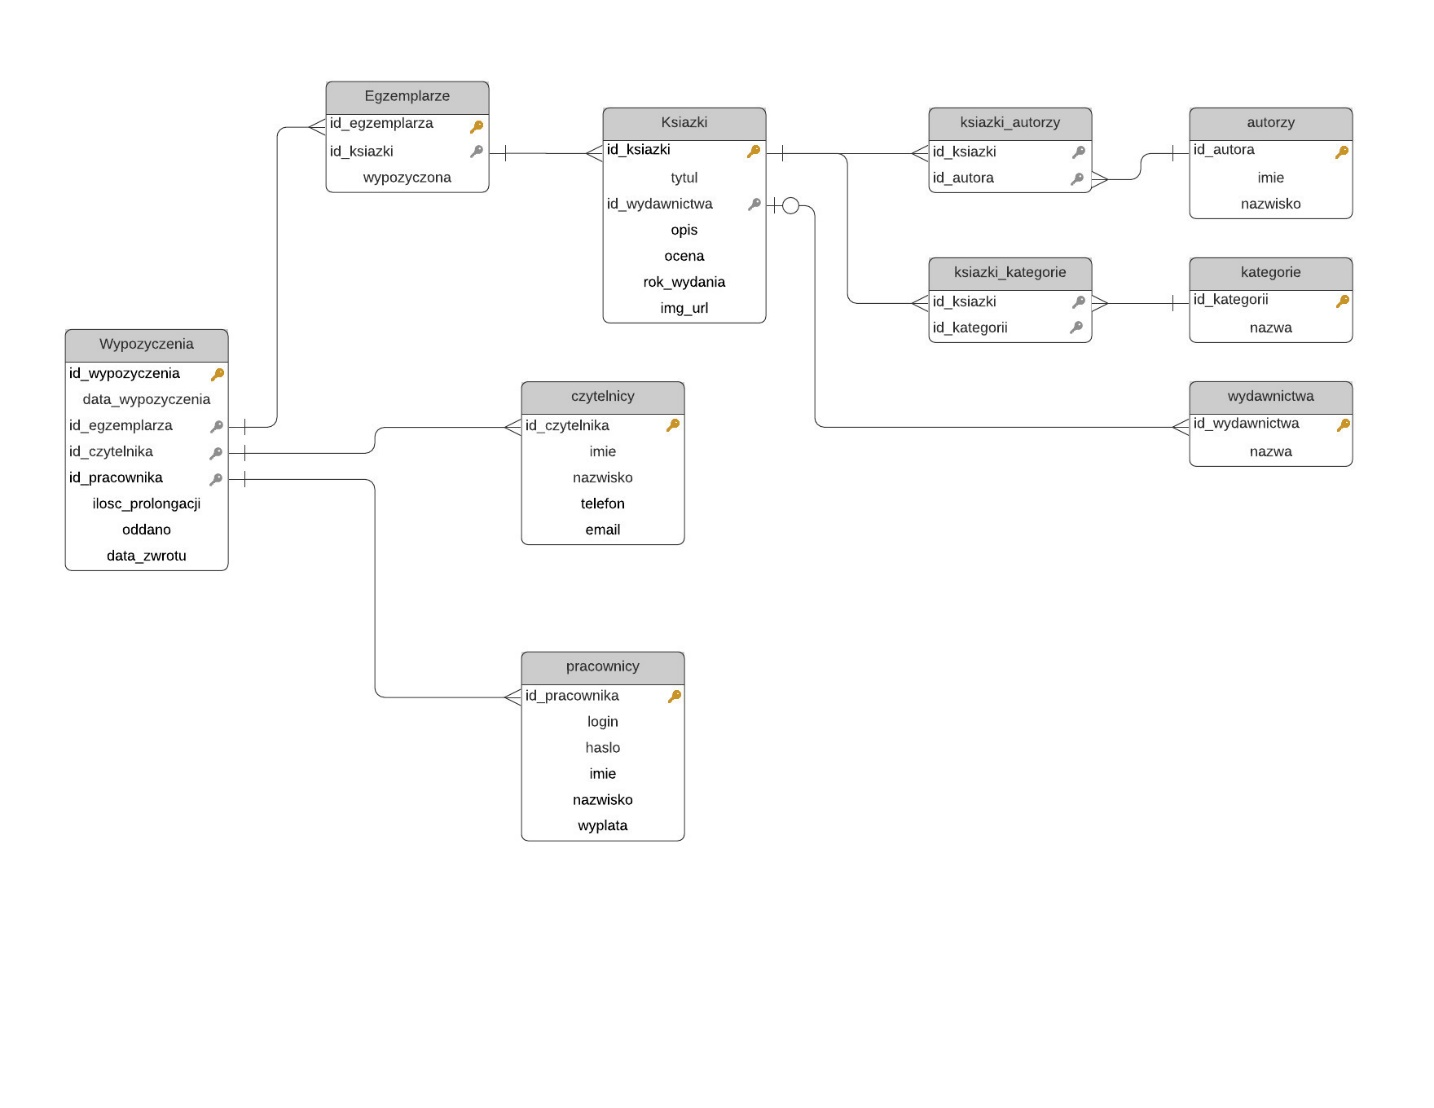 Egzemplarze
id_egzemplarza
id_ksiazki
wypozyczona
Ksiazki
id_ksiazki
tytul
id_wydawnictwa
opis
ocena
rok_wydania
img_url
ksiazki_autorzy
id_ksiazki
id_autora
autorzy
id_autora
imie
nazwisko
ksiazki_kategorie
id_ksiazki
id_kategorii
kategorie
id_kategorii
nazwa
Wypozyczenia
id_wypozyczenia
data_wypozyczenia
id_egzemplarza
id_czytelnika
id_pracownika
ilosc_prolongacji
oddano
data_zwrotu
czytelnicy
id_czytelnika
imie
nazwisko
telefon
email
wydawnictwa
id_wydawnictwa
nazwa
pracownicy
id_pracownika
login
haslo
imie
nazwisko
wyplata